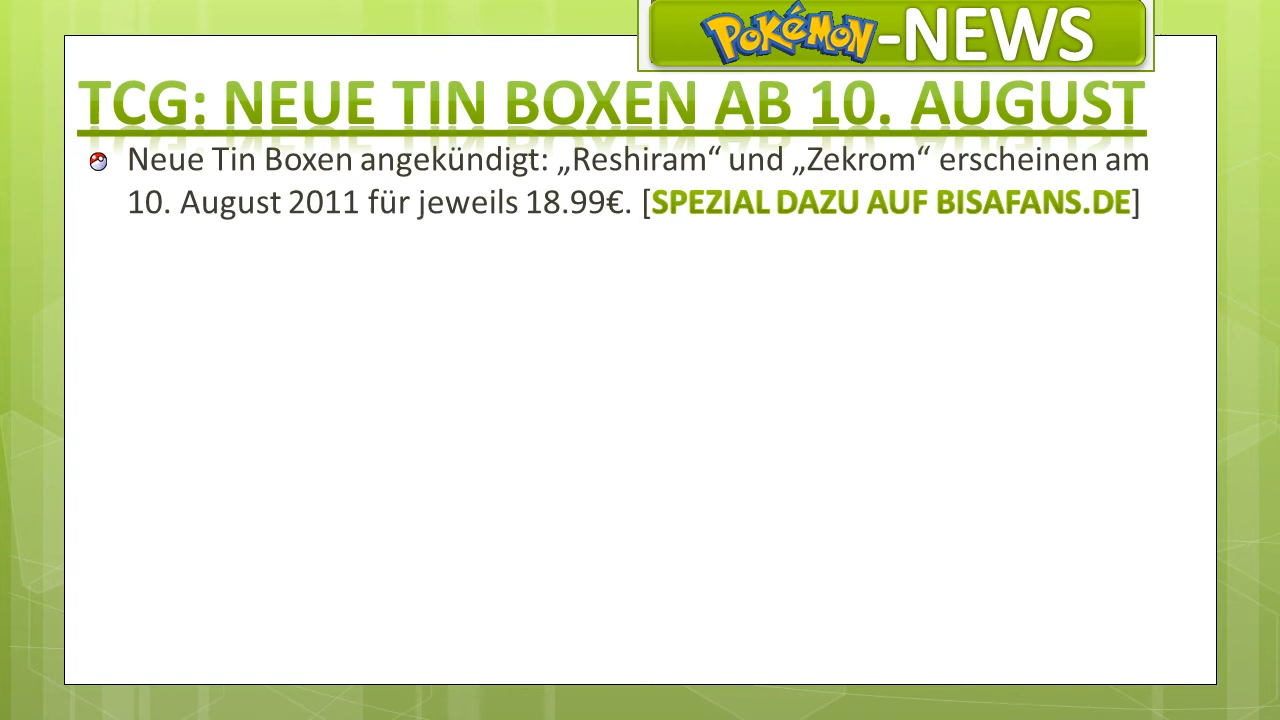 POKéMON-NEWS
TCG: NEUE TIN BOXEN AB 10. AUGUST
Neue Tin Boxen angekündigt: „Reshiram“ und „Zekrom“ erscheinen am
10. August 2011 für jeweils 18.99€. [SPEZIAL DAZU AUF BISAFANS.DE]